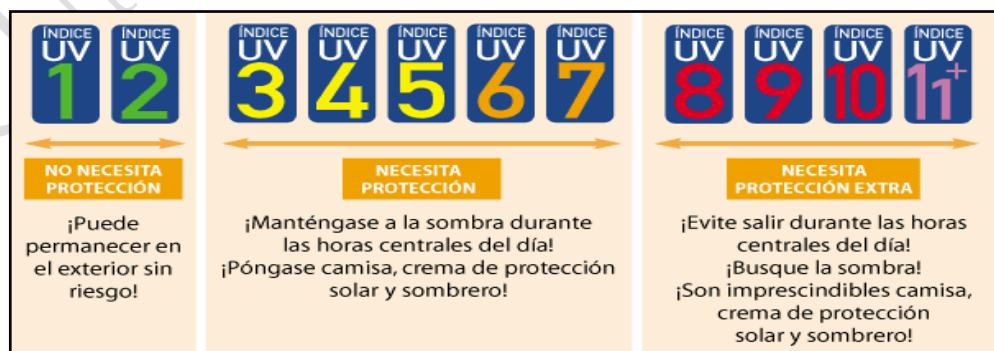 ÍNDICE UV 1
ÍNDICE UV 2
NO NECESITA
PROTECCIÓN
¡Puede
permanecer en
el exterior sin
riesgo!
ÍNDICE UV 3
ÍNDICE UV 4
ÍNDICE UV 5
ÍNDICE UV 6
ÍNDICE UV 7
NECESITA
PROTECCIÓN
¡Manténgase a la sombra durante
las horas centrales del día!
¡Póngase camisa, crema de protección
solar y sombrero!
ÍNDICE UV 8
ÍNDICE UV 9
ÍNDICE UV 10
ÍNDICE UV 11+
NECESITA
PROTECCIÓN EXTRA
¡Evite salir durante las horas
centrales del día!
¡Busque la sombra!
¡Son imprescindibles camisa,
crema de protección
solar y sombrero!